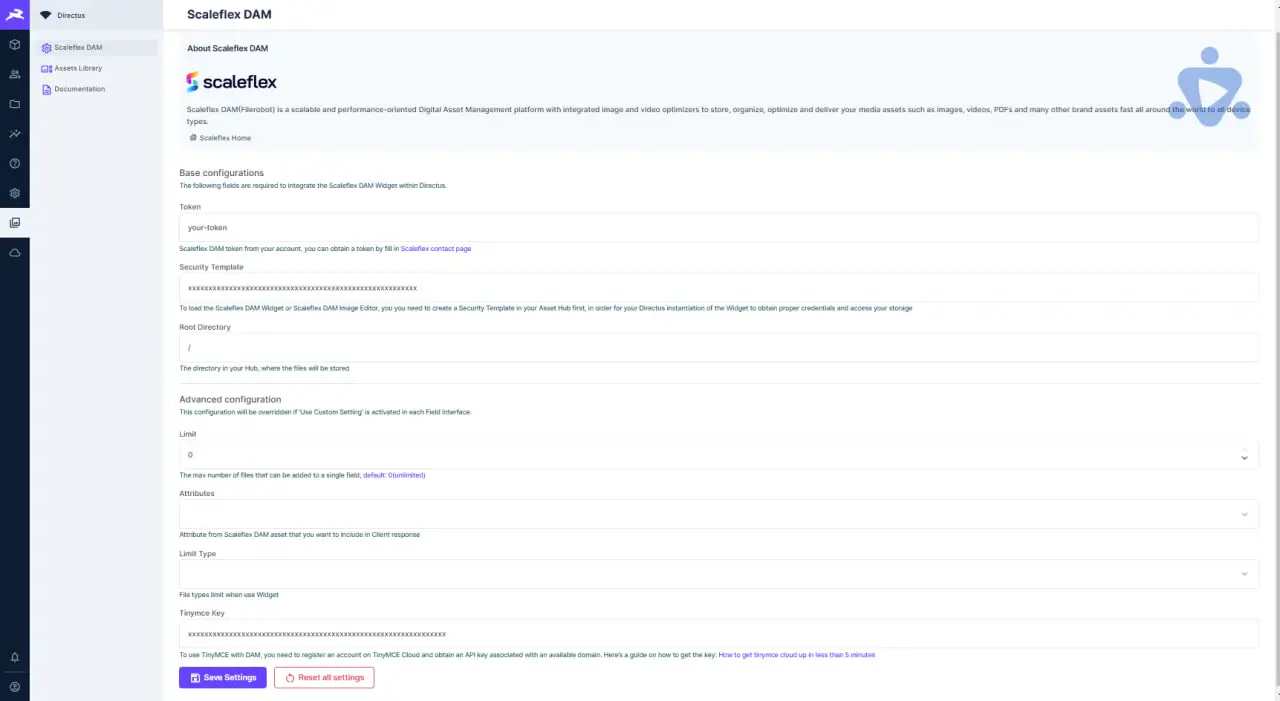 Directus
Scaleflex DAM
Scaleflex DAM
Assets Library
Documentation
About Scaleflex DAM
scaleflex
Scaleflex DAM(Filerobot) is a scalable and performance-oriented Digital Asset Management platform with integrated image and video optimizers to store, organize, optimize and deliver your media assets such as images, videos, PDFs and many other brand assets fast all around the world to all device
types.
Scaleflex Home
Base configurations
The following fields are required to integrate the Scaleflex DAM Widget within Directus.
Token
your-token
Scaleflex DAM token from your account, you can obtain a token by fill in Scaleflex contact page
Security Template
xxxxxxxxxxxxxxxxxxxxxxxxxxxxxxxxxxxxxxxxxxxxxxxxxxxxxxxx
To load the Scaleflex DAM Widget or Scaleflex DAM Image Editor, you you need to create a Security Template in your Asset Hub first, in order for your Directus instantiation of the Widget to obtain proper credentials and access your storage
Root Directory
/
The directory in your Hub, where the files will be stored
Advanced configuration
This configuration will be overridden if 'Use Custom Setting' is activated in each Field Interface.
Limit
0
The max number of files that can be added to a single field, default: 0(unlimited)
Attributes
Attribute from Scaleflex DAM asset that you want to include in Client response
Limit Type
File types limit when use Widget
Tinymce Key
xxxxxxxxxxxxxxxxxxxxxxxxxxxxxxxxxxxxxxxxxxxxxxxxxxxxxxxxxxxxxxx
To use TinyMCE with DAM, you need to register an account on TinyMCE Cloud and obtain an API key associated with an available domain. Here's a guide on how to get the key: How to get tinymce cloud up in less than 5 minutes
Save Settings
Reset all settings